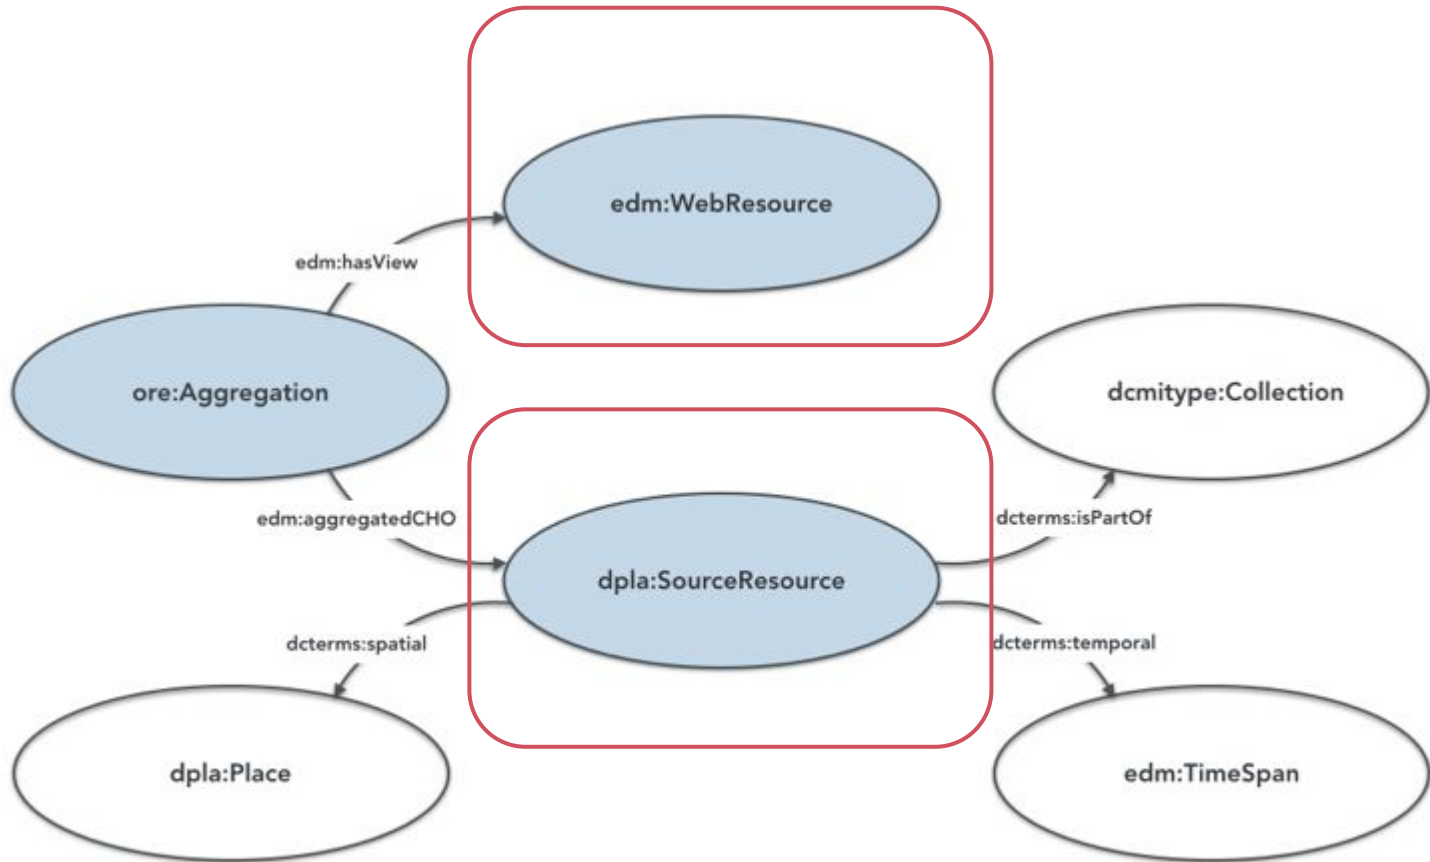 edm:WebResource
edm:hasView
ore:Aggregation
dcmitype:Collection
edm:aggregatedCHO
dcterms:isPartOf
dpla:SourceResource
dcterms:spatial
dcterms:temporal
dpla:Place
edm:TimeSpan